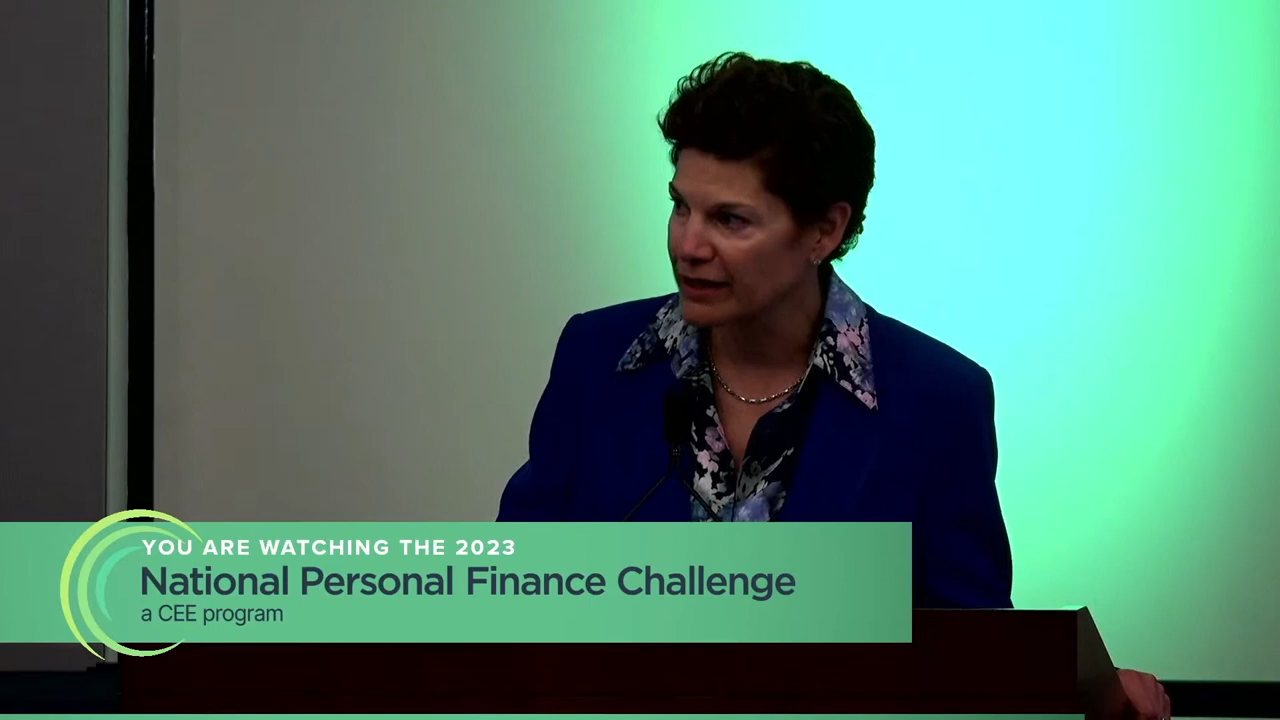 YOU ARE WATCHING THE 2023
National Personal Finance Challenge
a CEE program